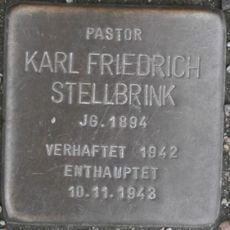 PASTOR
KARL FRIEDRICH
STELLBRINK
JG. 1894
VERHAFTET 1942
ENTHAUPTET
10.11.1943